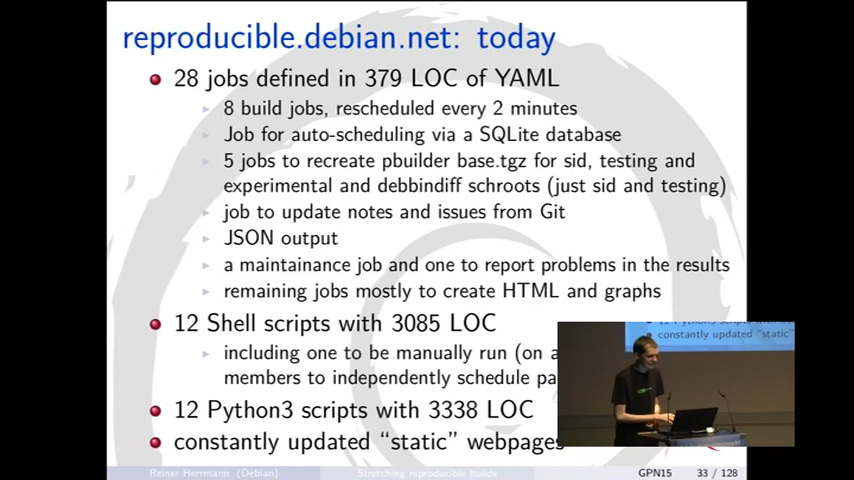 reproducible.debian.net: today
28 jobs defined in 379 LOC of YAML
8 build jobs, rescheduled every 2 minutes
Job for auto-scheduling via a SQLite database
5 jobs to recreate pbuilder base.tgz for sid, testing and
experimental and debbindiff schroots (just sid and testing)
job to update notes and issues from Git
JSON output
a maintainance job and one to report problems in the results
remaining jobs mostly to create HTML and graphs
12 Shell scripts with 3085 LOC
including one to be manually run (on a
members to independently schedule pa
12 Python3 scripts with 3338 LOC
constantly updated "static" webpages
constantly updated "static"
Reiner Herrmann (Debian)
Stretching reproducible builds
GPN15
33 / 128